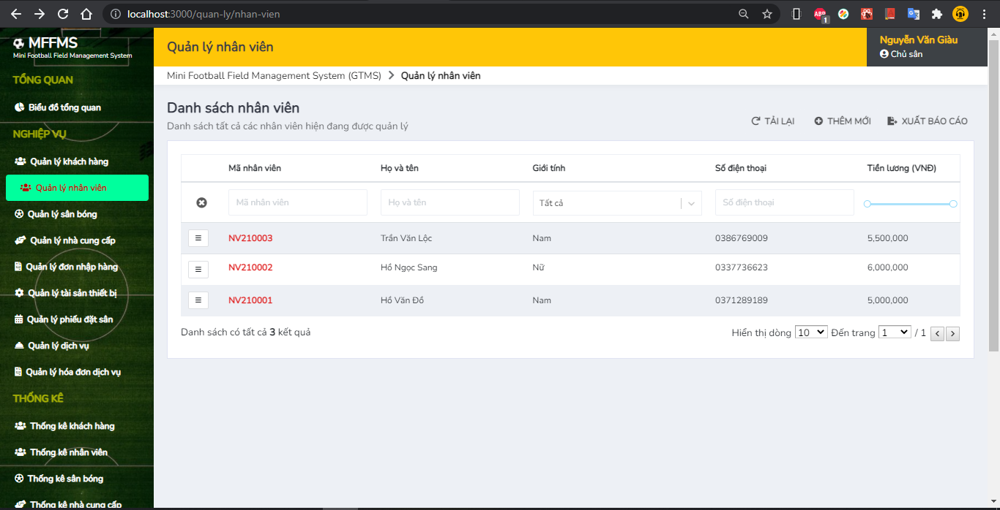 localhost:3000/quan-ly/nhan-vien
ABP
1
MFFMS
Mini Football Field Management System
TỔNG QUAN
Biểu đồ tổng quan
NGHIỆP VỤ
Quản lý khách hàng
Quản lý nhân viên
Quản lý sân bóng
Quản lý nhà cung cấp
Quản lý đơn nhập hàng
Quản lý tài sản thiết bị
Quản lý phiếu đặt sân
Quản lý dịch vụ
Quản lý hóa đơn dịch vụ
THỐNG KÊ
Thống kê khách hàng
Thống kê nhân viên
Thống kê sân bóng
Thống kê nhà cung cấp
Quản lý nhân viên
Nguyễn Văn Giàu
Chủ sân
Mini Football Field Management System (GTMS) Quản lý nhân viên
Danh sách nhân viên
Danh sách tất cả các nhân viên hiện đang được quản lý
TẢI LẠI THÊM MỚI XUẤT BÁO CÁO
Mã nhân viên Họ và tên Giới tính Số điện thoại Tiền lương (VNĐ)
Mã nhân viên Họ và tên Tất cả Số điện thoại
NV210003 Trần Văn Lộc Nam 0386769009 5,500,000
NV210002 Hồ Ngọc Sang Nữ 0337736623 6,000,000
NV210001 Hồ Văn Đồ Nam 0371289189 5,000,000
Danh sách có tất cả 3 kết quả
Hiển thị dòng 10 Đến trang 1 / 1